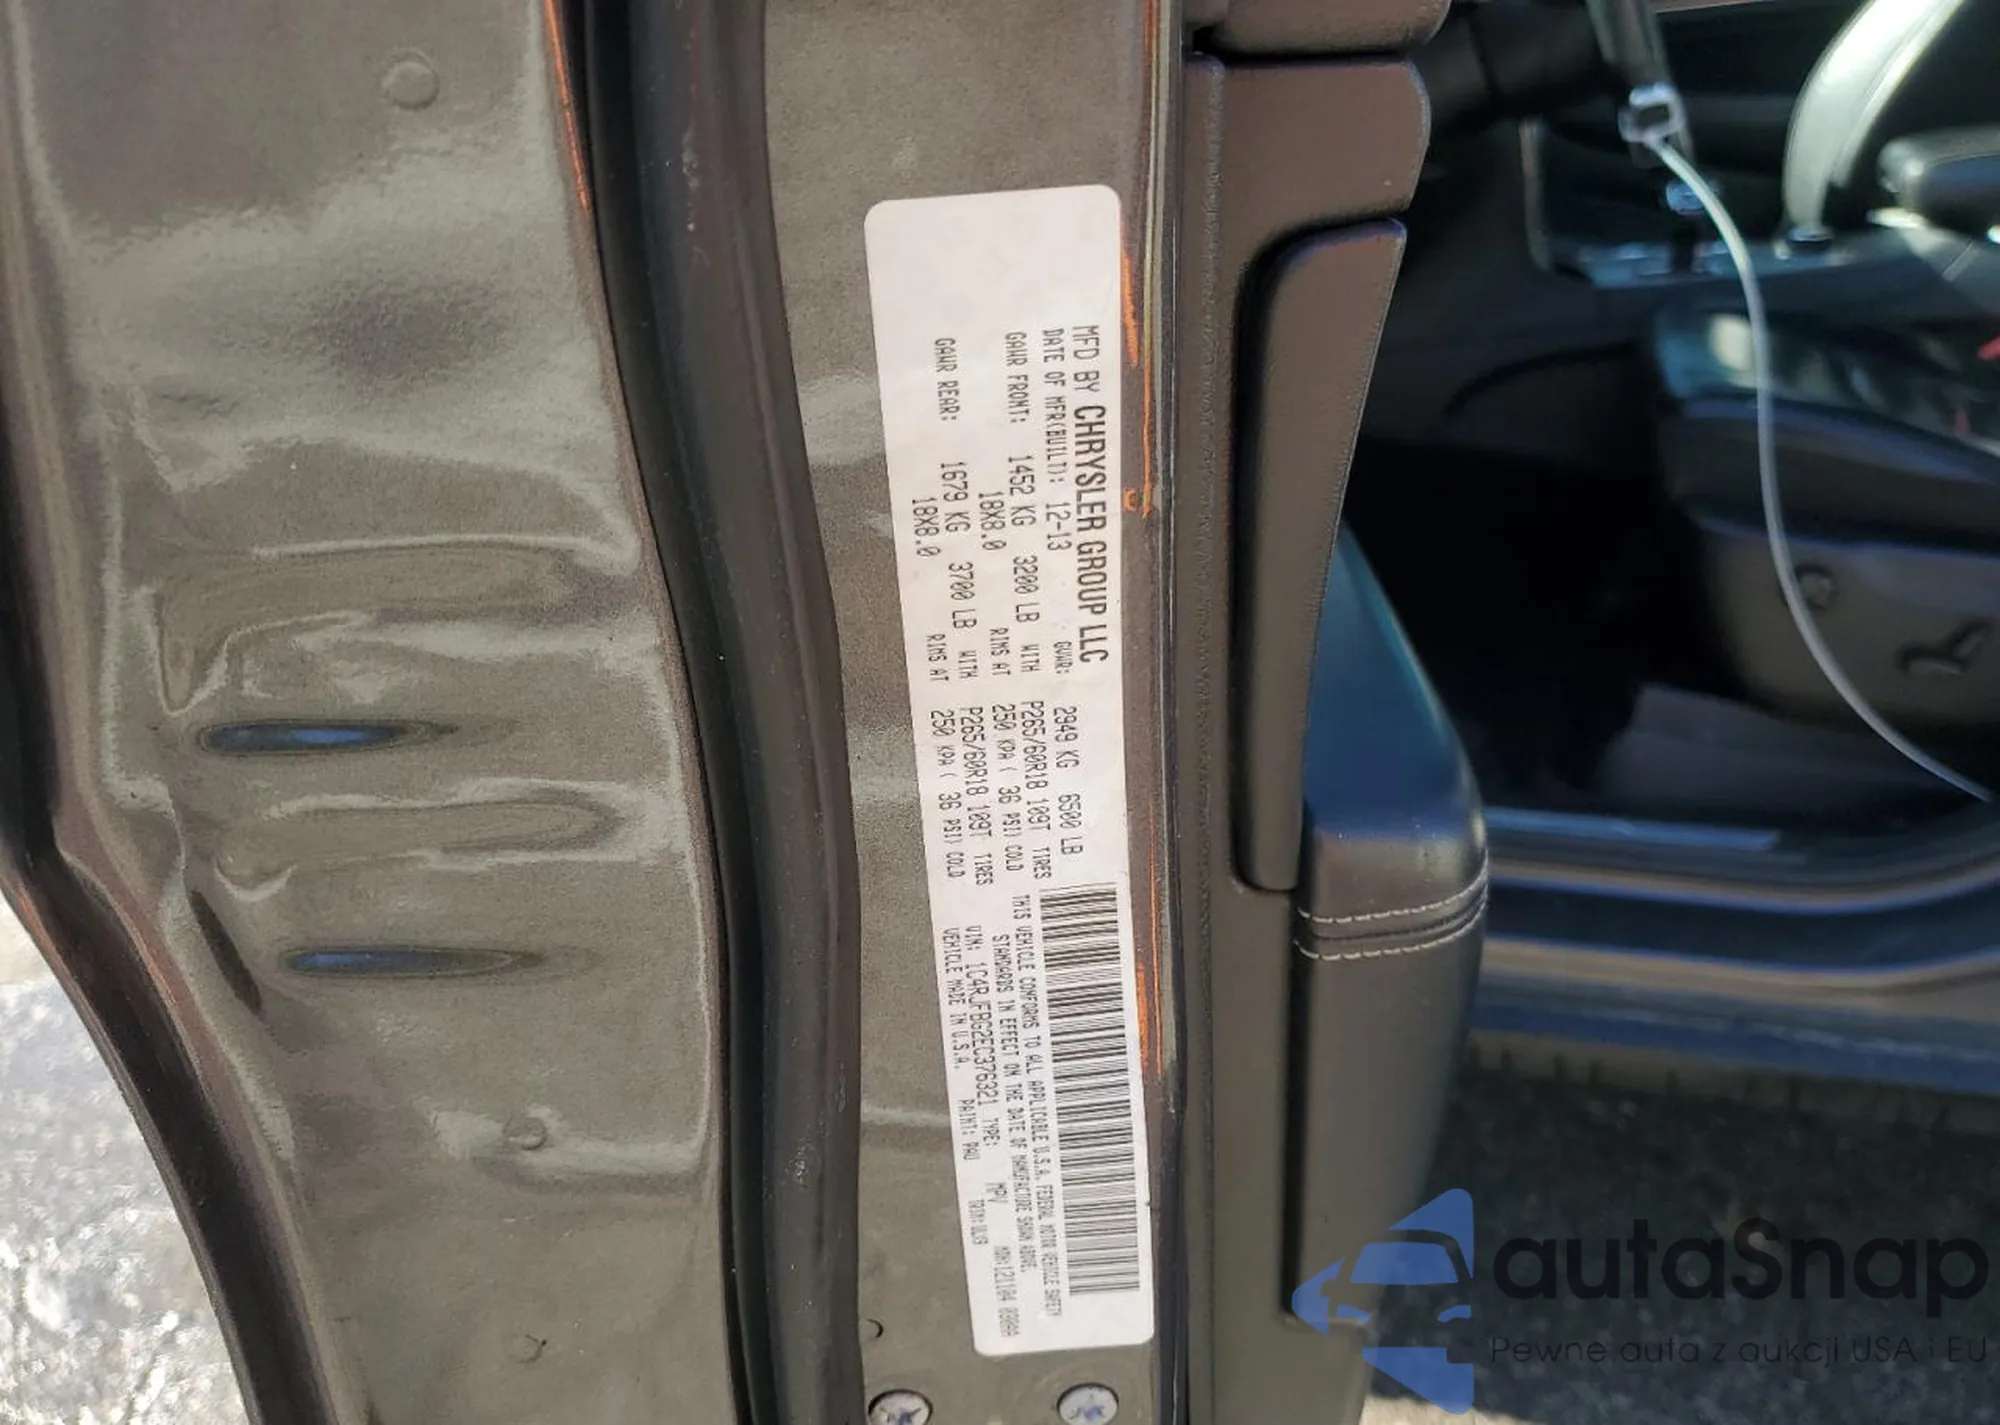 MFD BY CHRYSLER GROUP LLC
DATE OF MFR(BUILT): 12-13 GVWR: 2949 KG 6500 LB
GAWR FRONT: 1452 KG 3200 LB WITH P265/60R18 109T TIRES
18X8.0 RIMS AT 250 KPA ( 36 PSI) COLD
GAWR REAR: 1679 KG 3700 LB WITH P265/60R18 109T TIRES
18X8.0 RIMS AT 250 KPA ( 36 PSI) COLD
THIS VEHICLE CONFORMS TO ALL APPLICABLE U.S.A. FEDERAL MOTOR VEHICLE SAFETY
STANDARDS IN EFFECT ON THE DATE OF MANUFACTURE SHOWN ABOVE.
VIN: 1C4RJFBG2EC376321 TYPE: MPV MDH:121104
VEHICLE MADE IN U.S.A. PAINT: PAU TRIM:
autaSnap
Pewne auta z aukcji USA i EU